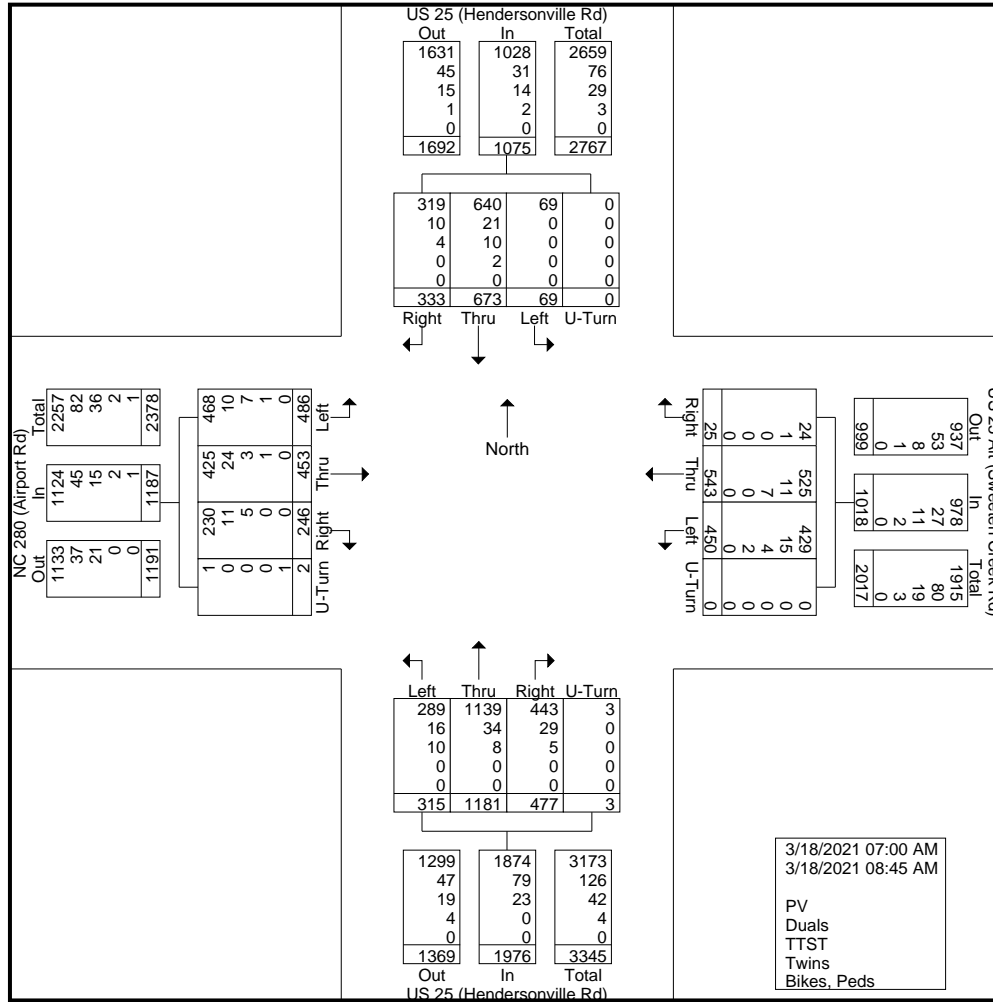 US 25 (Hendersonville Rd)
Out In Total
1631 1028 2659
45 31 76
15 14 29
1 2 3
0 0 0
1692 1075 2767
319 640 69 0
10 21 0 0
4 10 0 0
0 2 0 0
0 0 0 0
333 673 69 0
Right Thru Left U-Turn
North
NC 280 (Airport Rd)
Total
2257 82 36 2 1 2378
In
1124 45 15 2 1 1187
Out
1133 37 21 0 0 1191
468 10 7 1 0 486
Left
425 24 3 1 0 453
Thru
230 11 5 0 0 246
Right
1 0 0 0 1 2
U-Turn
Right
24 1 0 0 0 25
Thru
525 11 7 0 0 543
Left
429 15 4 2 0 450
U-Turn
0 0 0 0 0 0
US 25 Alt (Sweeten Creek Rd)
Out
937 53 8 1 0 999
In
978 27 11 2 0 1018
Total
1915 80 19 3 0 2017
Left Thru Right U-Turn
289 1139 443 3
16 34 29 0
10 8 5 0
0 0 0 0
0 0 0 0
315 1181 477 3
1299 1874 3173
47 79 126
19 23 42
4 0 4
0 0 0
1369 1976 3345
Out In Total
US 25 (Hendersonville Rd)
3/18/2021 07:00 AM
3/18/2021 08:45 AM
PV
Duals
TTST
Twins
Bikes, Peds